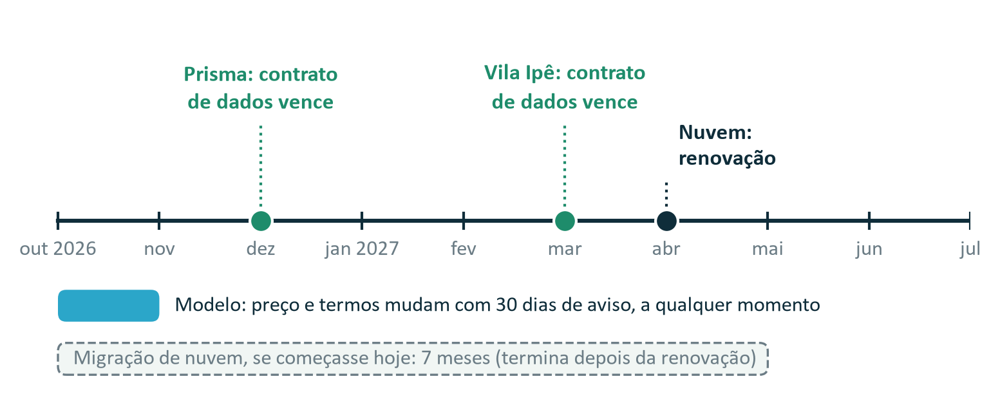 Prisma: contrato
de dados vence
Vila Ipê: contrato
de dados vence
Nuvem:
renovação
out 2026 nov dez jan 2027 fev mar abr mai jun jul
Modelo: preço e termos mudam com 30 dias de aviso, a qualquer momento
Migração de nuvem, se começasse hoje: 7 meses (termina depois da renovação)